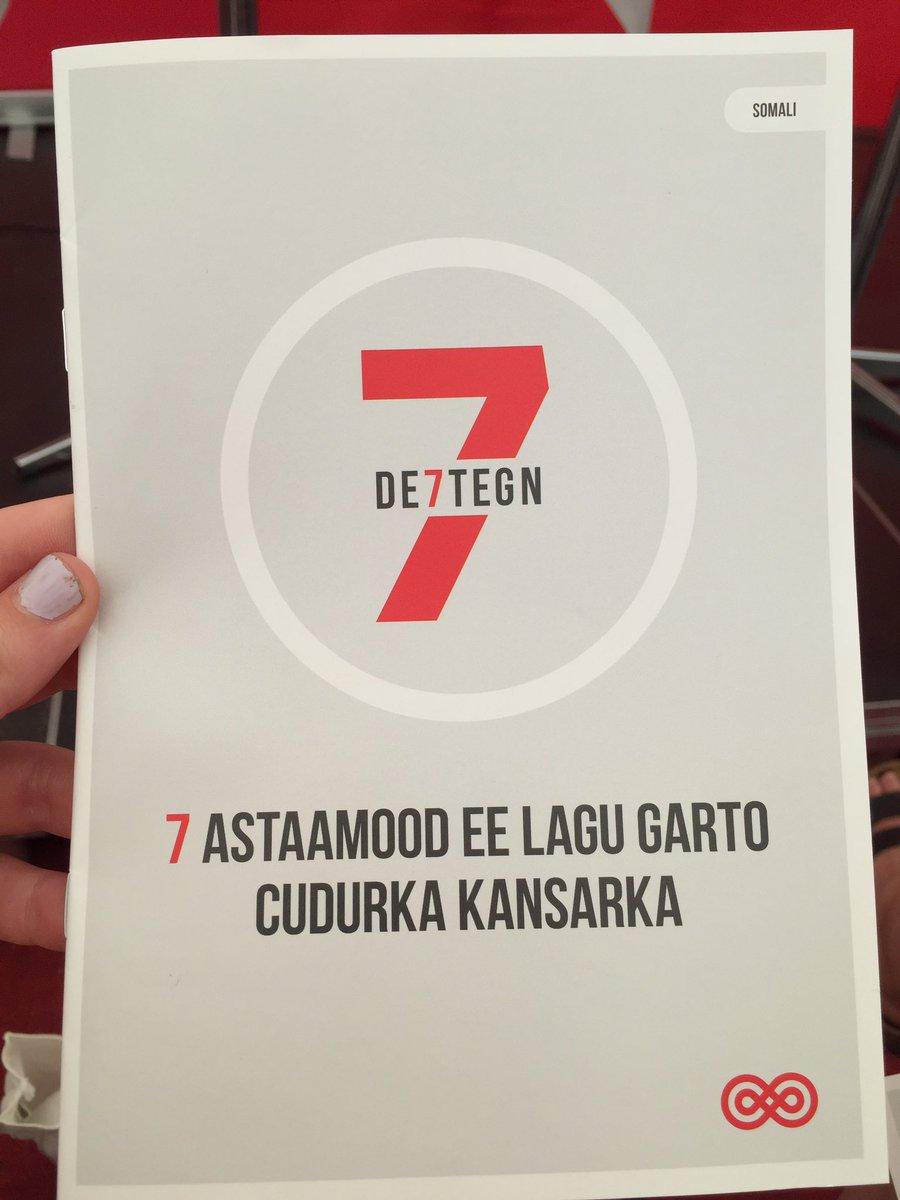 SOMALI
DE7TEGN
7 ASTAAMOOD EE LAGU GARTO
CUDURKA KANSARKA